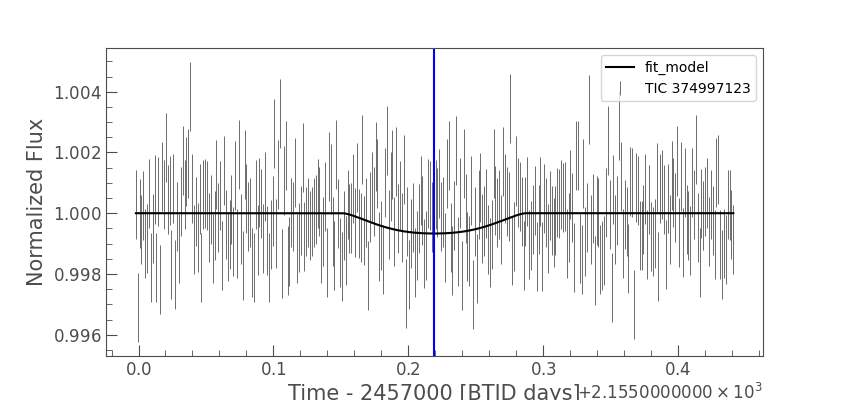 fit_model
TIC 374997123
1.004
1.002
1.000
0.998
0.996
Normalized Flux
0.0 0.1 0.2 0.3 0.4
Time - 2457000 [BTJD days]
+2.1550000000 × 10³